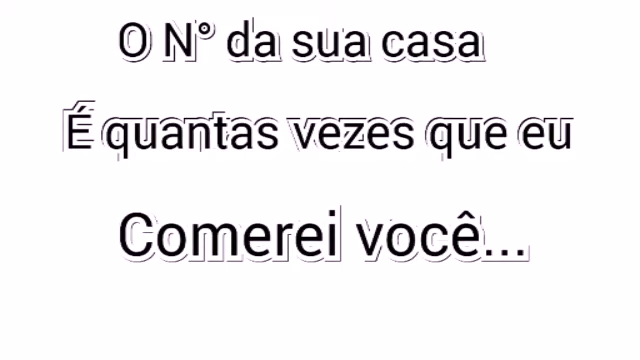 O N° da sua casa
É quantas vezes que eu
Comerei você...